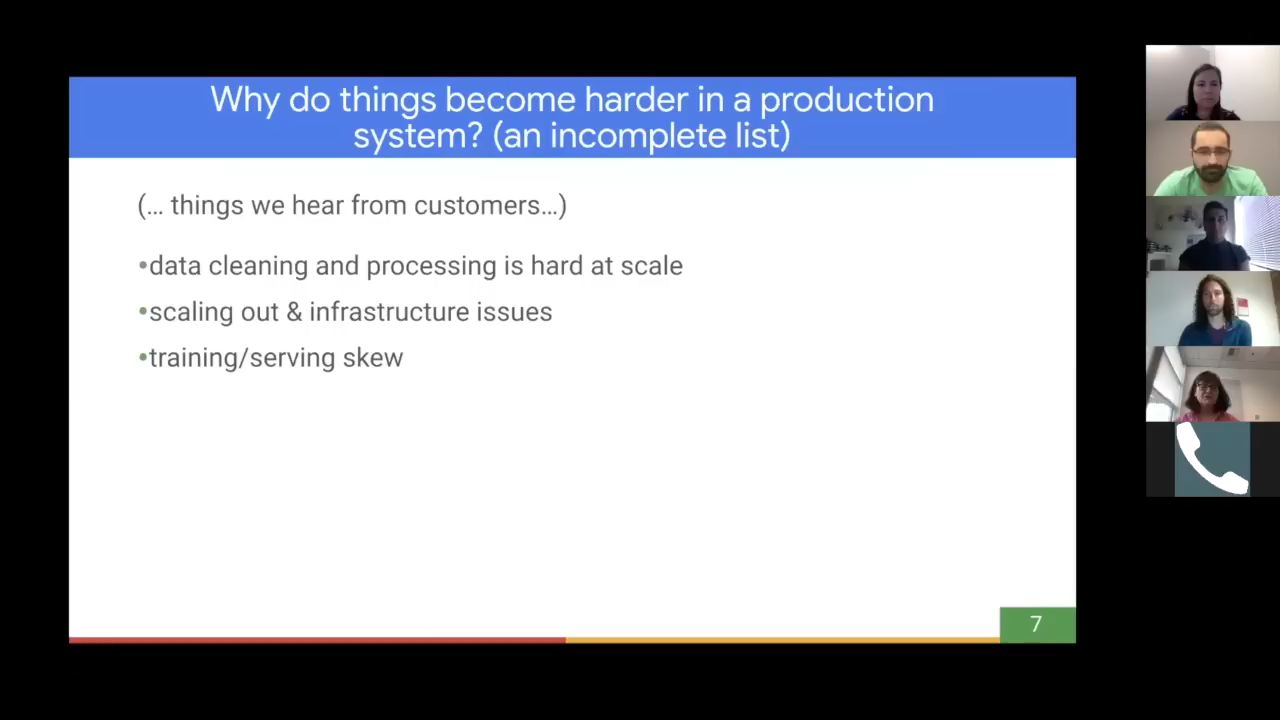 Why do things become harder in a production
system? (an incomplete list)
(... things we hear from customers...)
•data cleaning and processing is hard at scale
•scaling out & infrastructure issues
•training/serving skew
7